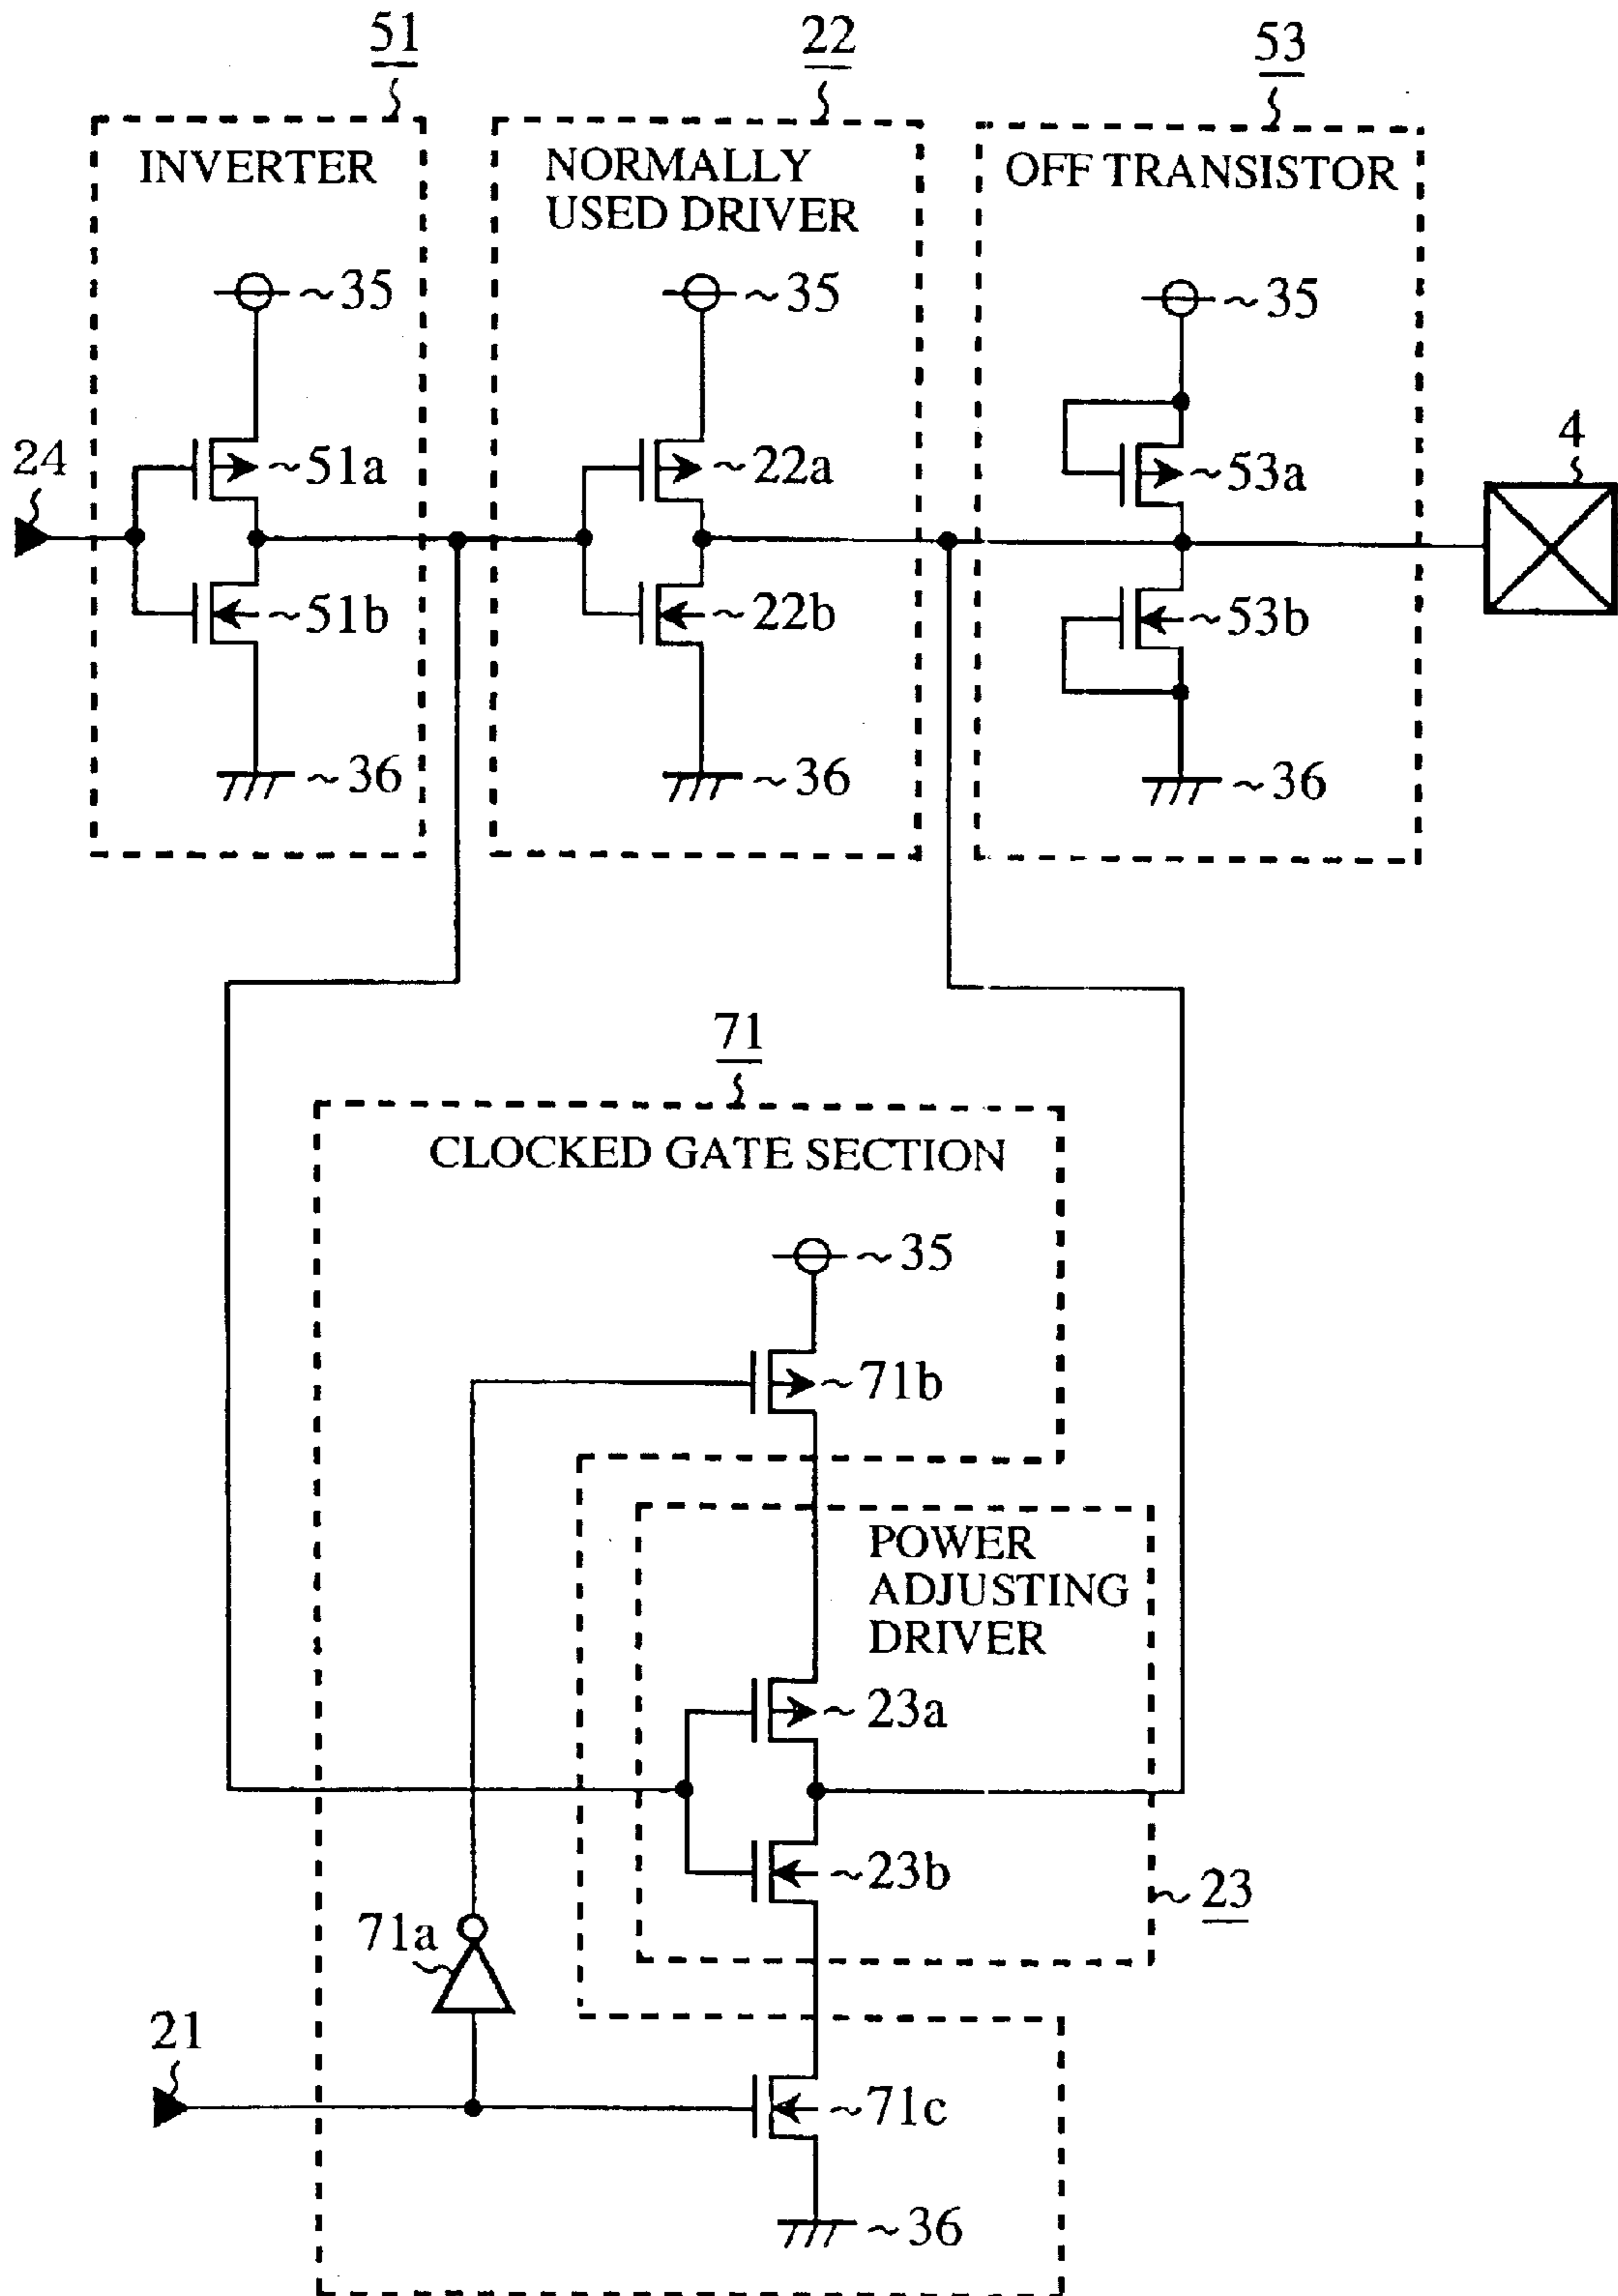 51
22
53
INVERTER
NORMALLY
USED DRIVER
OFF TRANSISTOR
~35
~35
~35
24
~51a
~22a
~53a
4
~51b
~22b
~53b
~36
~36
~36
71
CLOCKED GATE SECTION
~35
~71b
POWER
ADJUSTING
DRIVER
~23a
~23b
~23
71a
21
~71c
~36